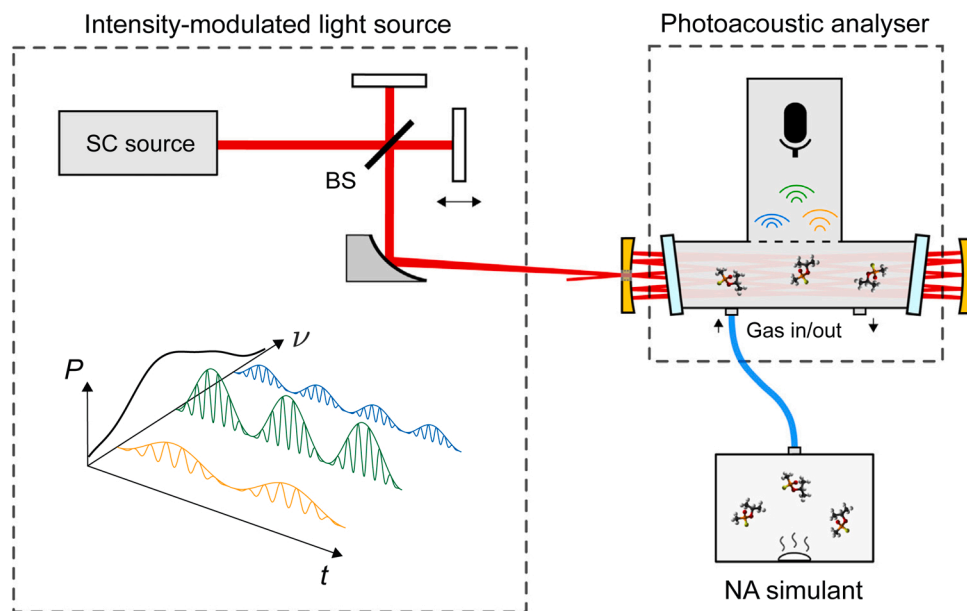 Intensity-modulated light source
Photoacoustic analyser
SC source
BS
Gas in/out
ν
P
t
NA simulant